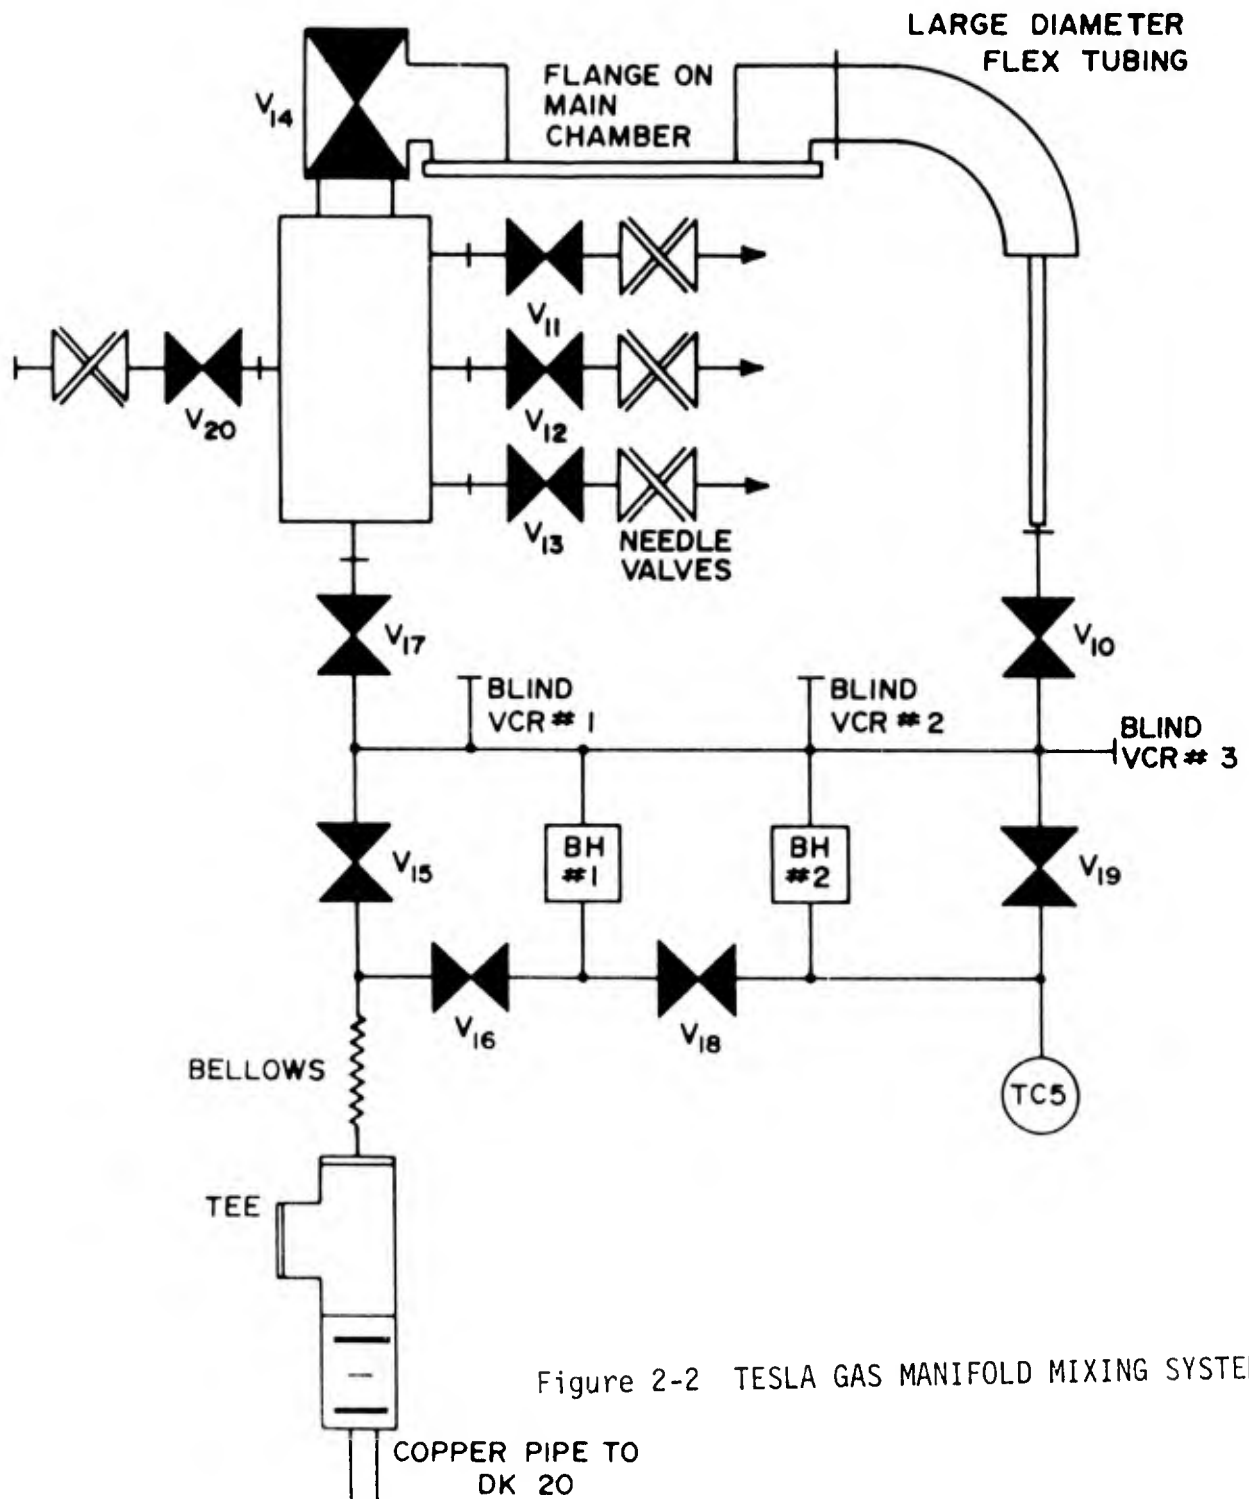 LARGE DIAMETER
FLEX TUBING
FLANGE ON
MAIN
CHAMBER
V14
V11
V20
V12
V13
NEEDLE
VALVES
V17
V10
BLIND
VCR # 1
BLIND
VCR # 2
BLIND
VCR # 3
V15
BH
#1
BH
#2
V19
V16
V18
BELLOWS
TC5
TEE
Figure 2-2 TESLA GAS MANIFOLD MIXING SYSTE
COPPER PIPE TO
DK 20